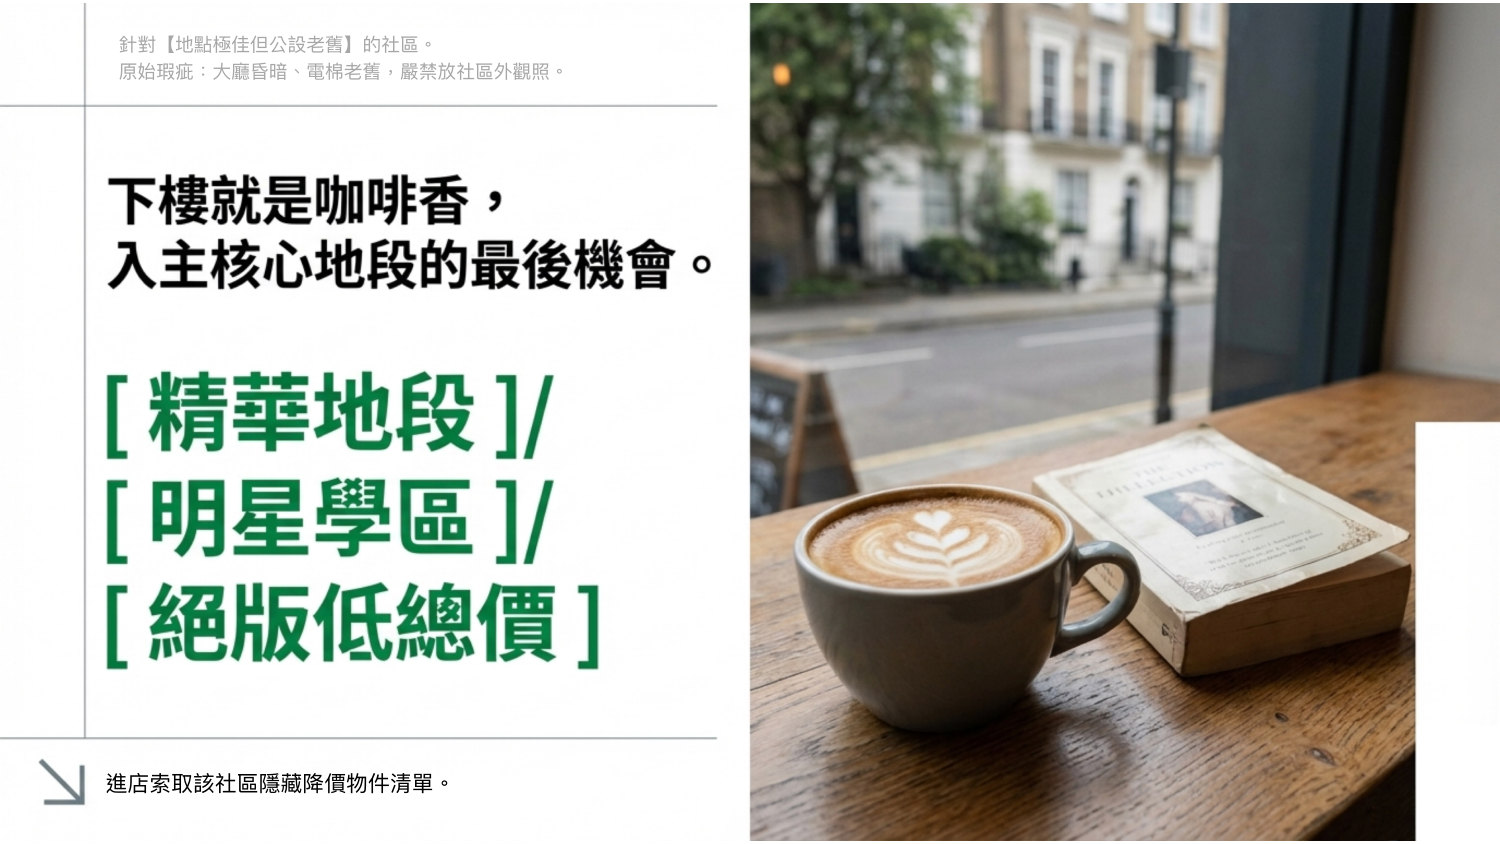 針對【地點極佳但公設老舊】的社區。
原始瑕疵：大廳昏暗、電梯老舊，嚴禁放社區外觀照。
下樓就是咖啡香，
入主核心地段的最後機會。
[ 精華地段 ]/
[ 明星學區 ]/
[ 絕版低總價 ]
進店索取該社區隱藏降價物件清單。